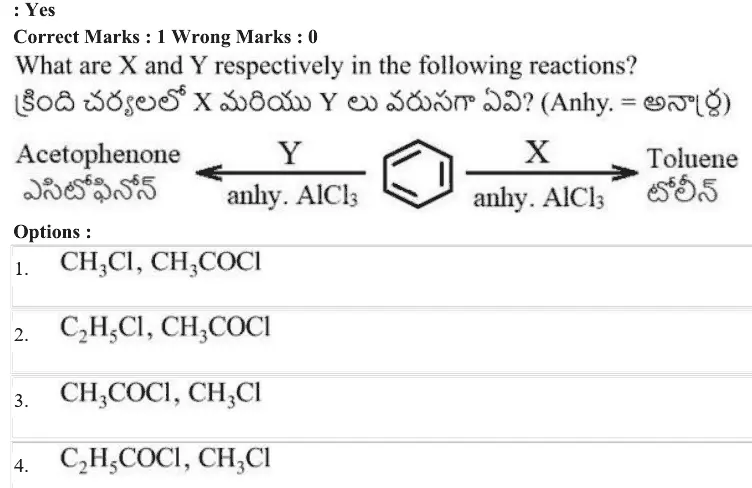 : Yes
Correct Marks : 1 Wrong Marks : 0
What are X and Y respectively in the following reactions?
క్రింది చర్యలలో X మరియు Y లు వరుసగా ఏవి? (Anhy. = అనార్ద్ర)
Acetophenone Y X Toluene
ఎసిటోఫినోన్ anhy. AlCl₃ anhy. AlCl₃ టోలీన్
Options :
1. CH₃Cl, CH₃COCl
2. C₂H₅Cl, CH₃COCl
3. CH₃COCl, CH₃Cl
4. C₂H₅COCl, CH₃Cl